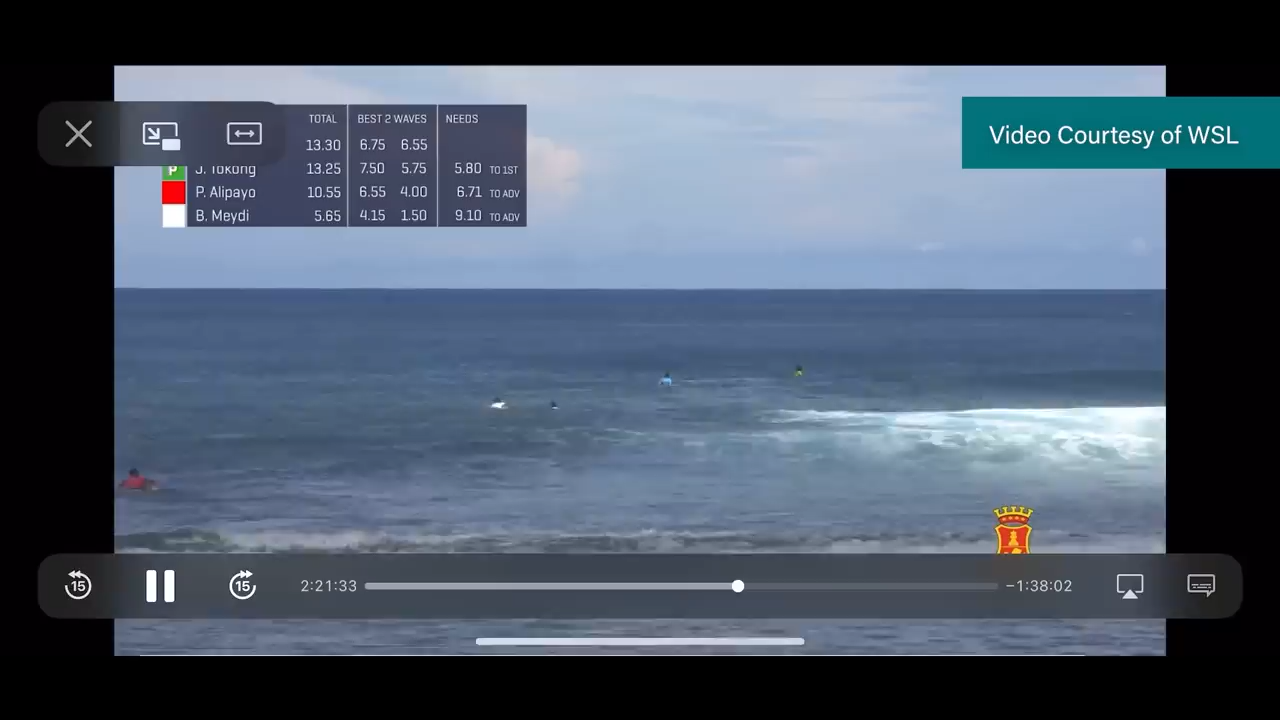 Video Courtesy of WSL
TOTAL BEST 2 WAVES NEEDS
13.30 6.75 6.55
P J. Tokong 13.25 7.50 5.75 5.80 TO 1ST
P. Alipayo 10.55 6.55 4.00 6.71 TO ADV
B. Meydi 5.65 4.15 1.50 9.10 TO ADV
15 15 2:21:33 −1:38:02